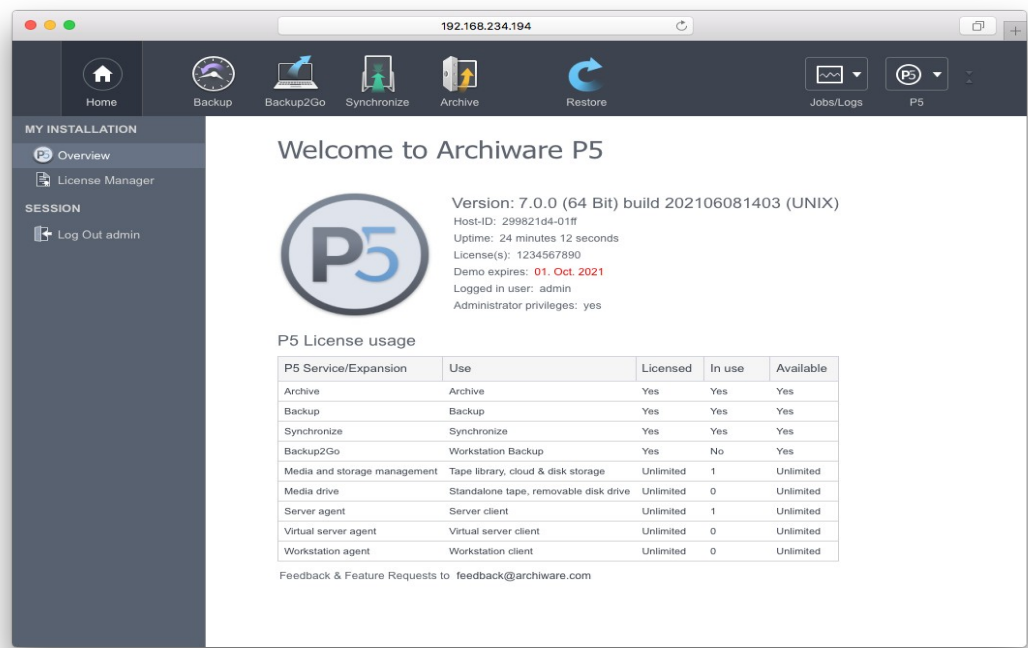 192.168.234.194
Home
Backup
Backup2Go
Synchronize
Archive
Restore
Jobs/Logs
P5
P5
MY INSTALLATION
P5 Overview
License Manager
SESSION
Log Out admin
Welcome to Archiware P5
P5
Version: 7.0.0 (64 Bit) build 202106081403 (UNIX)
Host-ID: 299821d4-01ff
Uptime: 24 minutes 12 seconds
License(s): 1234567890
Demo expires: 01. Oct. 2021
Logged in user: admin
Administrator privileges: yes
P5 License usage
P5 Service/Expansion Use Licensed In use Available
Archive Archive Yes Yes Yes
Backup Backup Yes Yes Yes
Synchronize Synchronize Yes Yes Yes
Backup2Go Workstation Backup Yes No Yes
Media and storage management Tape library, cloud & disk storage Unlimited 1 Unlimited
Media drive Standalone tape, removable disk drive Unlimited 0 Unlimited
Server agent Server client Unlimited 1 Unlimited
Virtual server agent Virtual server client Unlimited 0 Unlimited
Workstation agent Workstation client Unlimited 0 Unlimited
Feedback & Feature Requests to feedback@archiware.com